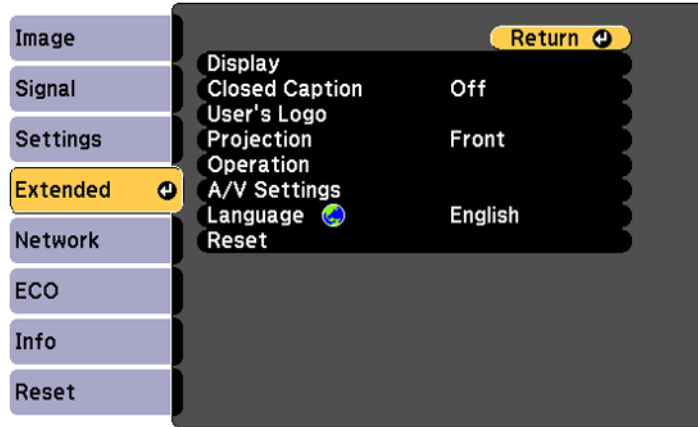 Image
Signal
Settings
Extended
Network
ECO
Info
Reset
Return
Display
Closed Caption Off
User's Logo
Projection Front
Operation
A/V Settings
Language English
Reset